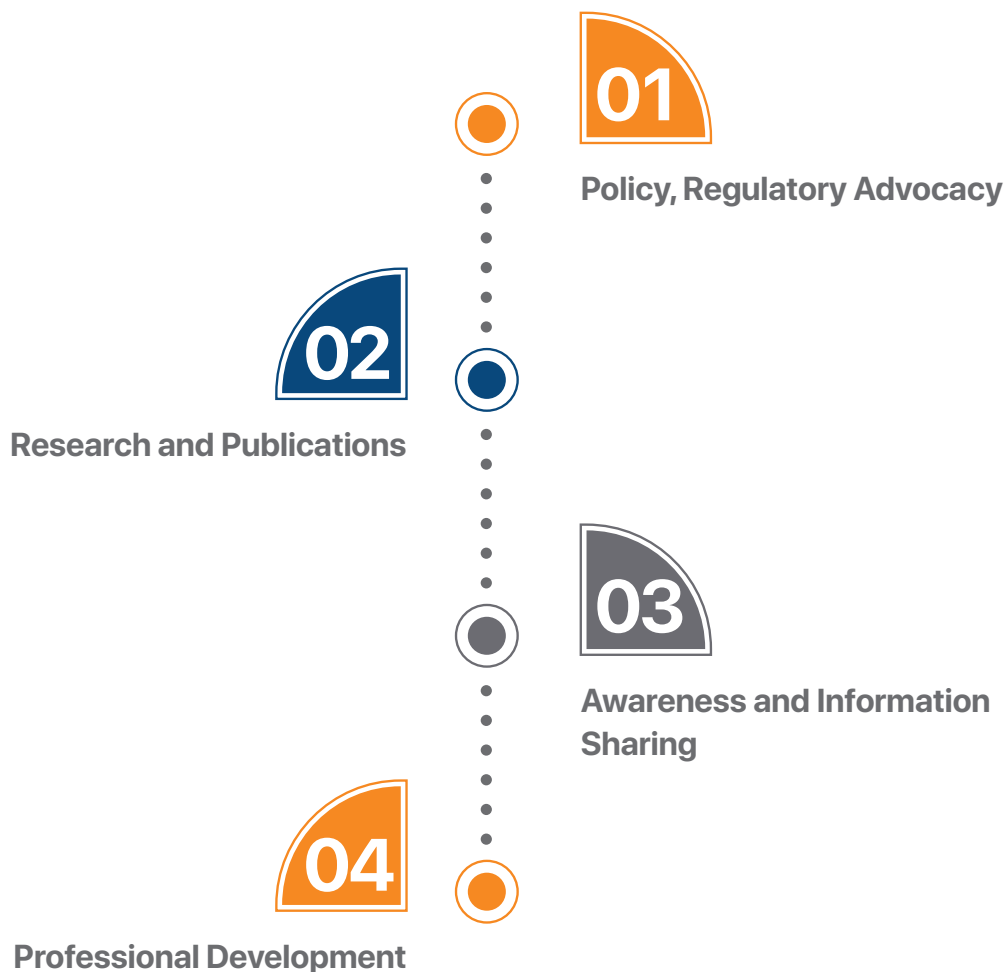 01
Policy, Regulatory Advocacy
02
Research and Publications
03
Awareness and Information
Sharing
04
Professional Development